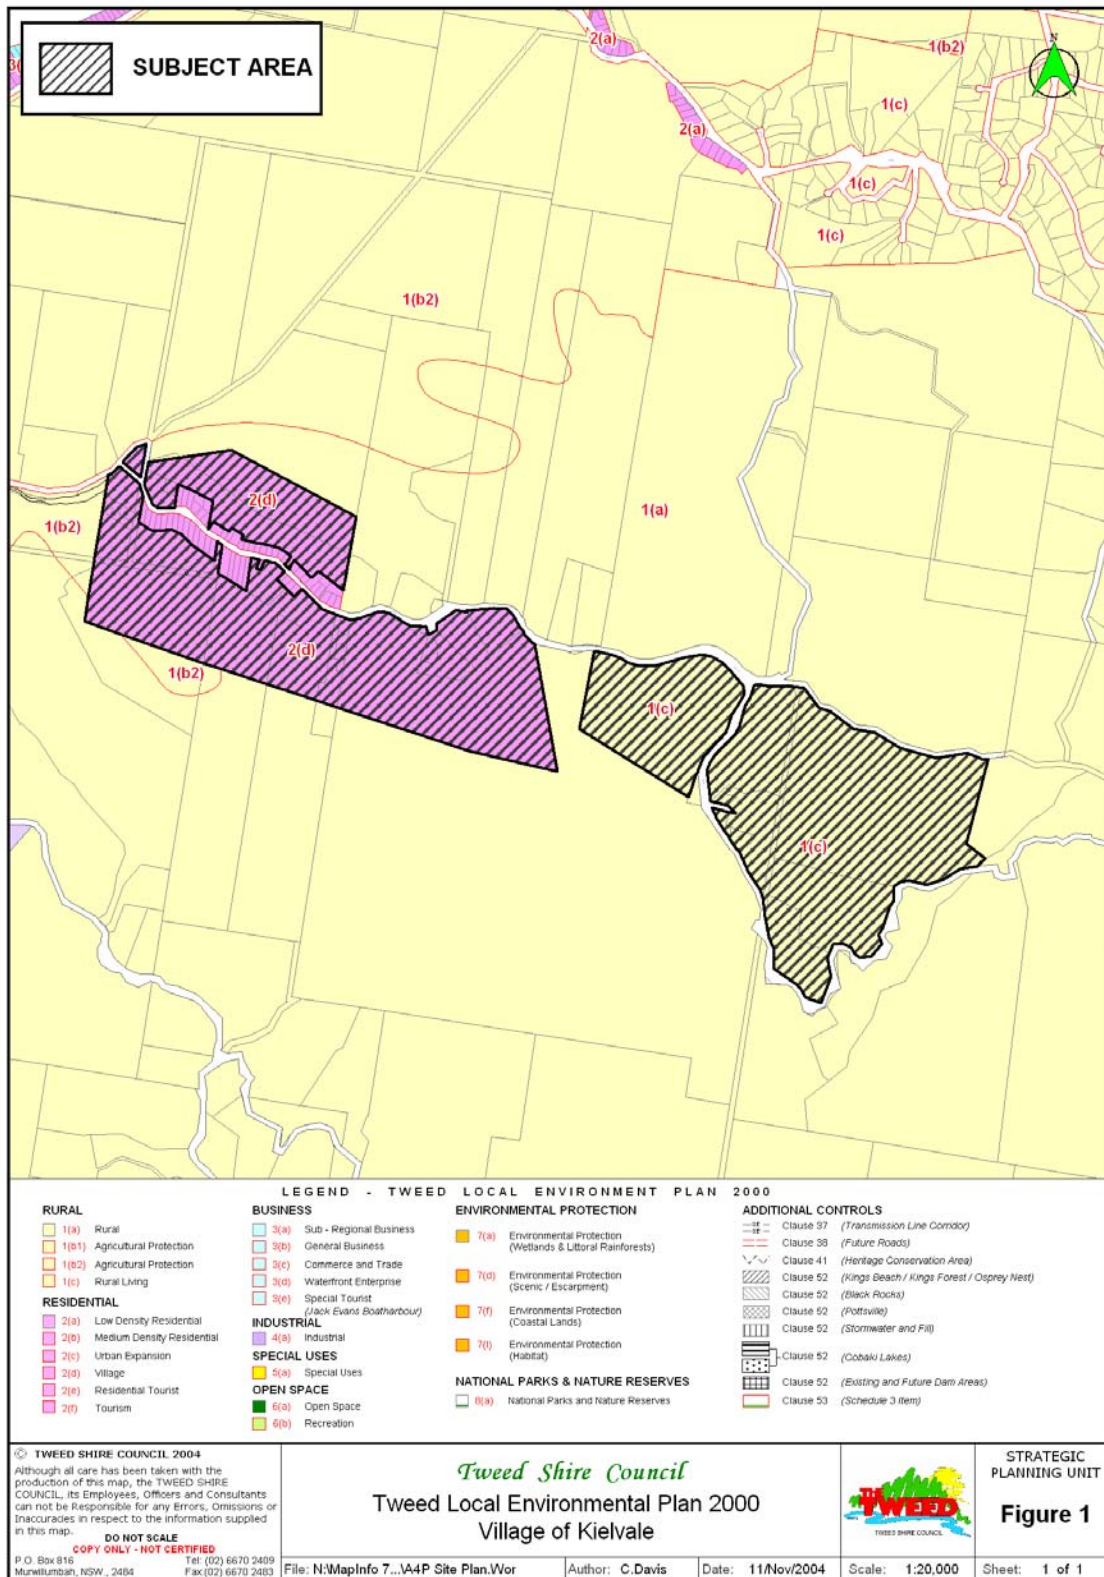 SUBJECT AREA
N
2(a)
1(b2)
3(
1(c)
2(a)
1(c)
1(c)
1(b2)
1(a)
2(d)
1(b2)
2(d)
1(b2)
1(c)
1(c)
LEGEND - TWEED LOCAL ENVIRONMENT PLAN 2000
RURAL
1(a) Rural
1(b1) Agricultural Protection
1(b2) Agricultural Protection
1(c) Rural Living
RESIDENTIAL
2(a) Low Density Residential
2(b) Medium Density Residential
2(c) Urban Expansion
2(d) Village
2(e) Residential Tourist
2(f) Tourism
BUSINESS
3(a) Sub - Regional Business
3(b) General Business
3(c) Commerce and Trade
3(d) Waterfront Enterprise
3(e) Special Tourist
(Jack Evans Boatharbour)
INDUSTRIAL
4(a) Industrial
SPECIAL USES
5(a) Special Uses
OPEN SPACE
6(a) Open Space
6(b) Recreation
ENVIRONMENTAL PROTECTION
7(a) Environmental Protection
(Wetlands & Littoral Rainforests)
7(d) Environmental Protection
(Scenic / Escarpment)
7(f) Environmental Protection
(Coastal Lands)
7(l) Environmental Protection
(Habitat)
NATIONAL PARKS & NATURE RESERVES
8(a) National Parks and Nature Reserves
ADDITIONAL CONTROLS
Clause 37 (Transmission Line Corridor)
Clause 38 (Future Roads)
Clause 41 (Heritage Conservation Area)
Clause 52 (Kings Beach / Kings Forest / Osprey Nest)
Clause 52 (Black Rocks)
Clause 52 (Pottsville)
Clause 52 (Stormwater and Fill)
Clause 52 (Cobaki Lakes)
Clause 52 (Existing and Future Dam Areas)
Clause 53 (Schedule 3 Item)
© TWEED SHIRE COUNCIL 2004
Although all care has been taken with the
production of this map, the TWEED SHIRE
COUNCIL, its Employees, Officers and Consultants
can not be Responsible for any Errors, Omissions or
Inaccuracies in respect to the information supplied
in this map.
DO NOT SCALE
COPY ONLY - NOT CERTIFIED
P.O. Box 816 Tel: (02) 6670 2409
Murwillumbah, NSW., 2484 Fax:(02) 6670 2483
Tweed Shire Council
Tweed Local Environmental Plan 2000
Village of Kielvale
File: N:\MapInfo 7...\A4P Site Plan.Wor
Author: C.Davis
Date: 11/Nov/2004
THE
TWEED
TWEED SHIRE COUNCIL
Scale: 1:20,000
STRATEGIC
PLANNING UNIT
Figure 1
Sheet: 1 of 1